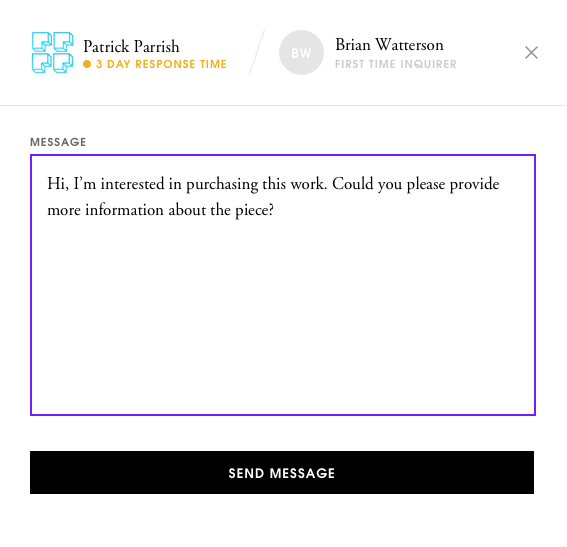 Patrick Parrish
3 DAY RESPONSE TIME
BW
Brian Watterson
FIRST TIME INQUIRER
MESSAGE
Hi, I’m interested in purchasing this work. Could you please provide
more information about the piece?
SEND MESSAGE